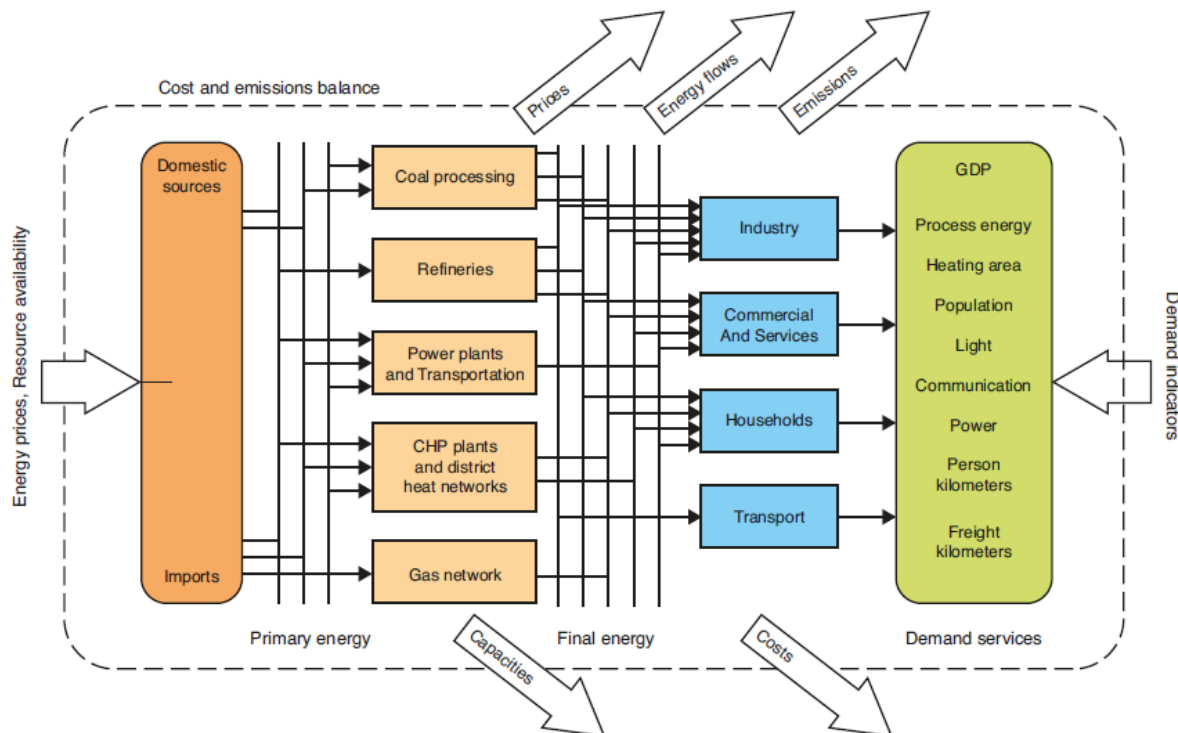 Prices
Energy flows
Emissions
Cost and emissions balance
Energy prices, Resource availability
Domestic
sources
Imports
Coal processing
Refineries
Power plants
and Transportation
CHP plants
and district
heat networks
Gas network
Industry
Commercial
And Services
Households
Transport
GDP
Process energy
Heating area
Population
Light
Communication
Power
Person
kilometers
Freight
kilometers
Demand indicators
Primary energy
Final energy
Demand services
Capacities
Costs